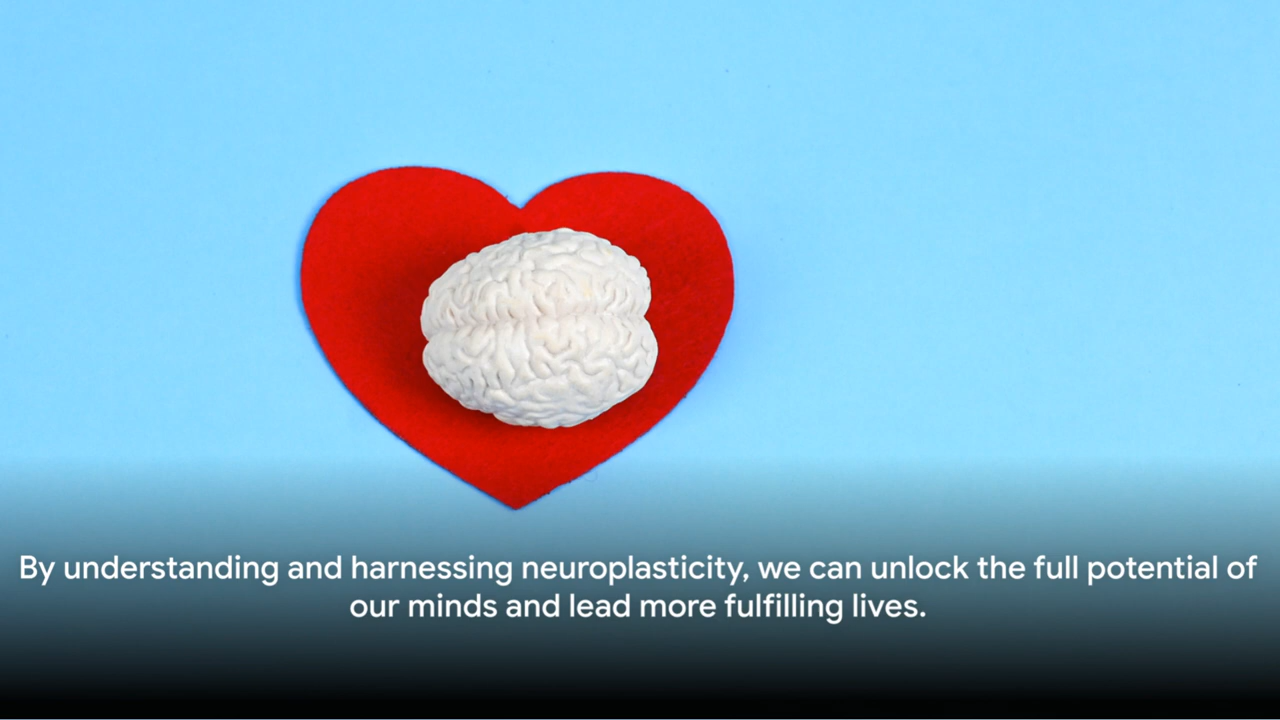 By understanding and harnessing neuroplasticity, we can unlock the full potential of
our minds and lead more fulfilling lives.